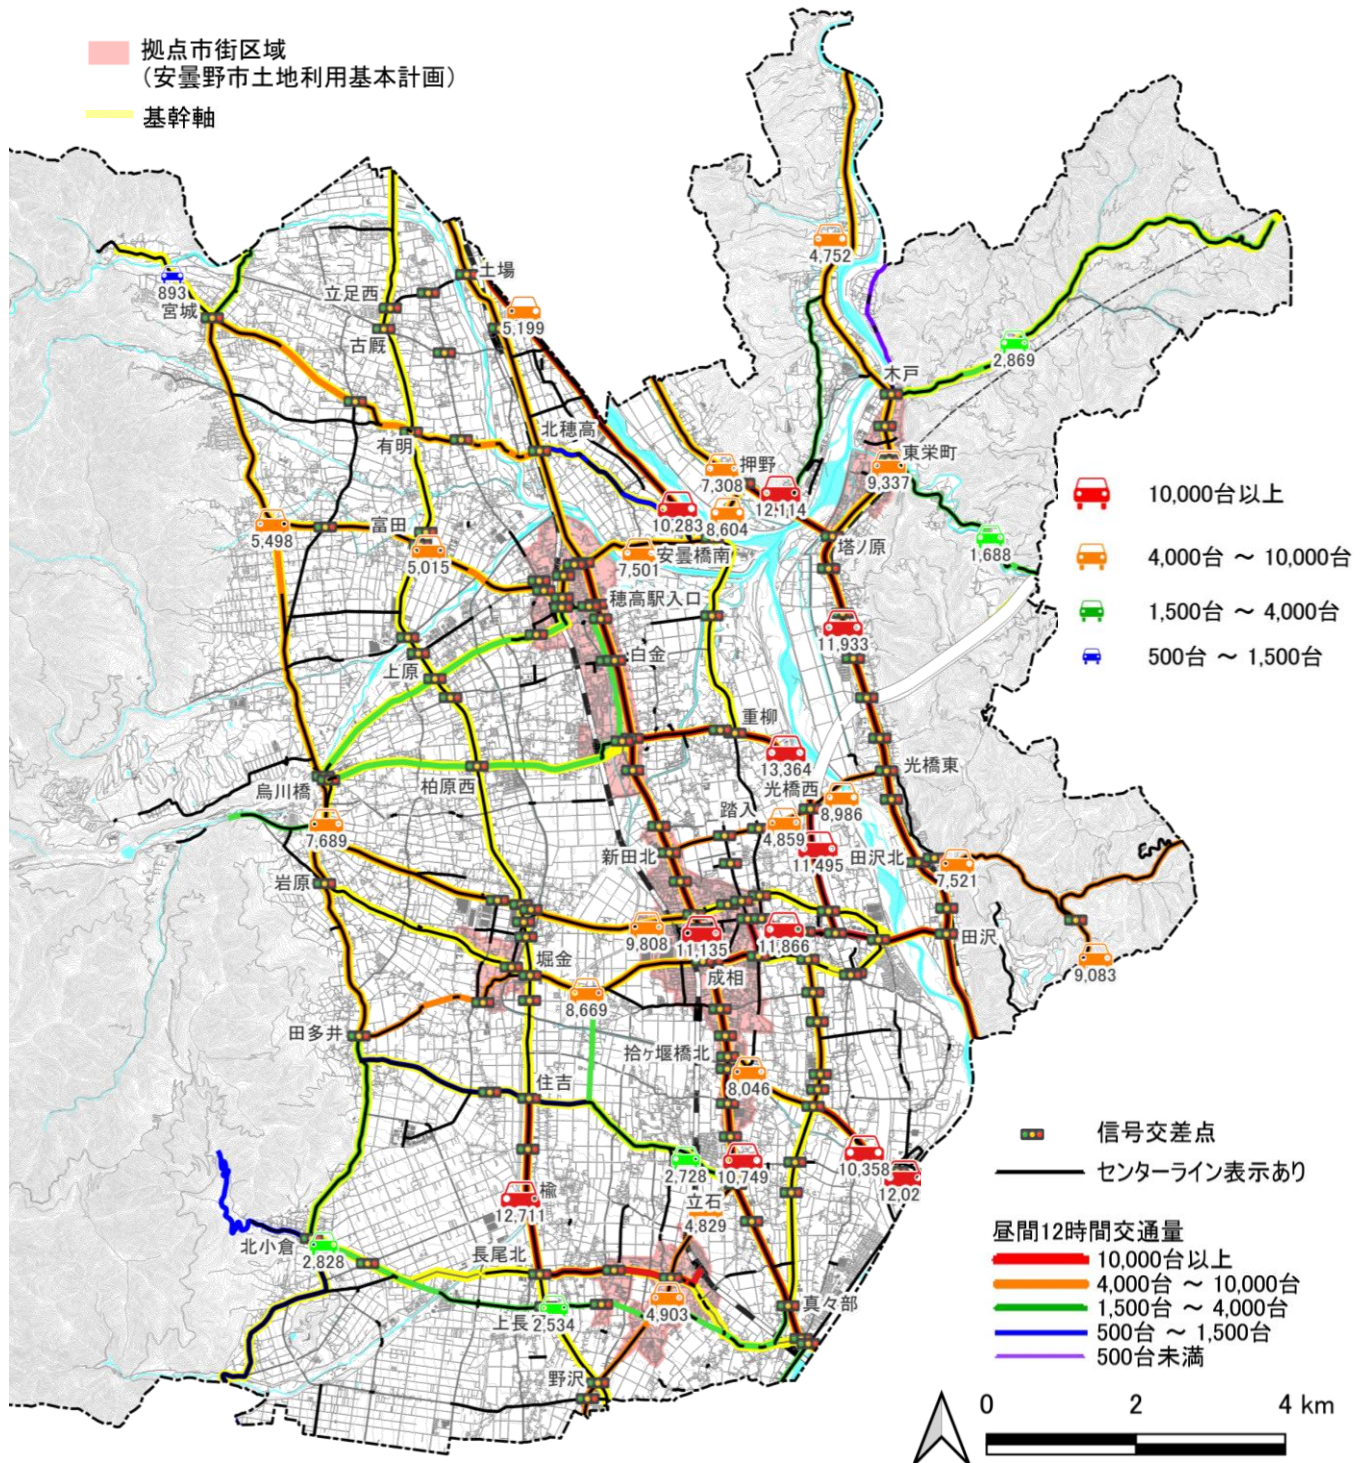 拠点市街区域
(安曇野市土地利用基本計画)
基幹軸
土場
4,752
893
宮城
立足西
5,199
古厩
2,869
木戸
北穂高
有明
東栄町
押野
7,308
9,337
12,114
10,283
8,604
富田
5,498
5,015
安曇橋南
7,501
塔ノ原
1,688
穂高駅入口
11,933
白金
上原
重柳
13,364
光橋東
烏川橋
柏原西
光橋西
8,986
踏入
4,859
7,689
新田北
11,495
田沢北
7,521
岩原
9,808
11,135
11,866
田沢
堀金
成相
9,083
8,669
田多井
拾ヶ堰橋北
8,046
住吉
10,358
2,728
10,749
12,02
楡
12,711
立石
4,829
北小倉
2,828
長尾北
上長
2,534
4,903
真々部
野沢
10,000台以上
4,000台 ～ 10,000台
1,500台 ～ 4,000台
500台 ～ 1,500台
信号交差点
センターライン表示あり
昼間12時間交通量
10,000台以上
4,000台 ～ 10,000台
1,500台 ～ 4,000台
500台 ～ 1,500台
500台未満
0 2 4 km